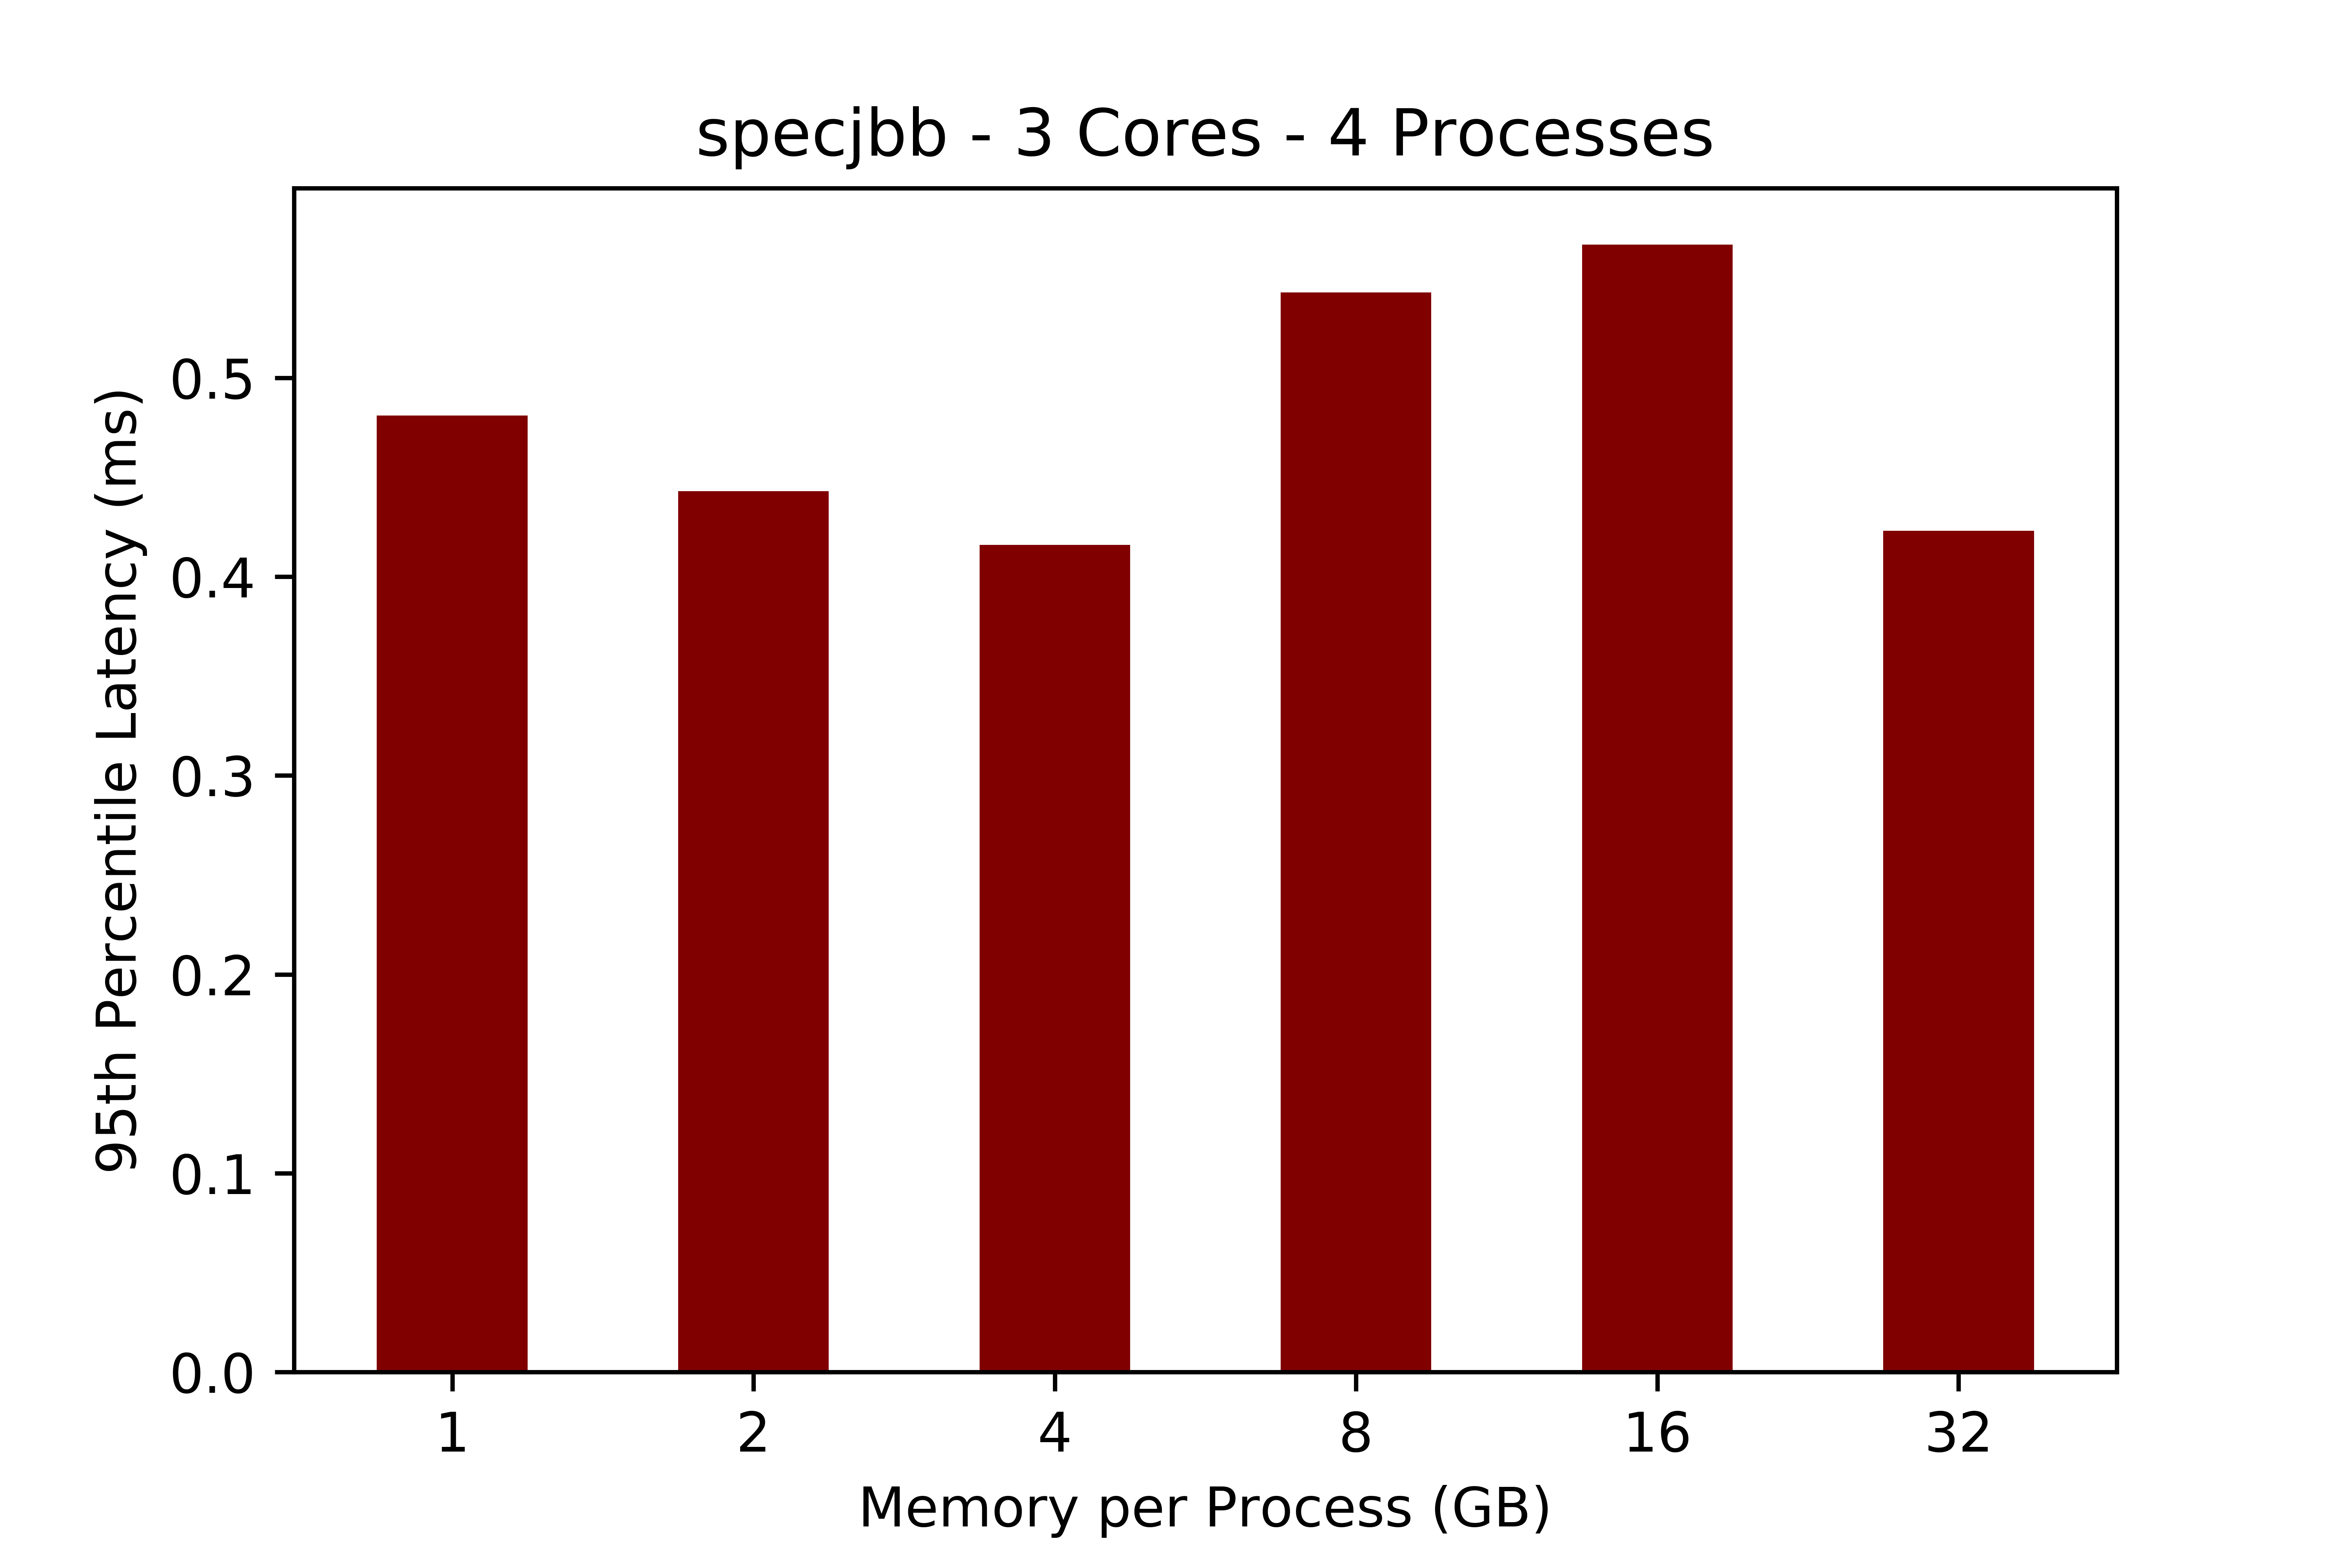 specjbb - 3 Cores - 4 Processes
95th Percentile Latency (ms)
0.5
0.4
0.3
0.2
0.1
0.0
1 2 4 8 16 32
Memory per Process (GB)